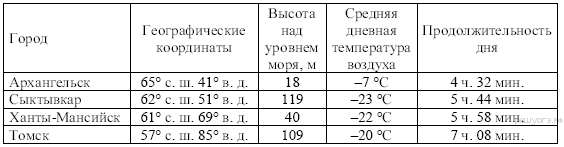 Город | Географические координаты | Высота над уровнем моря, м | Средняя дневная температура воздуха | Продолжительность дня
Архангельск | 65° с. ш. 41° в. д. | 18 | –7 °С | 4 ч. 32 мин.
Сыктывкар | 62° с. ш. 51° в. д. | 119 | –23 °С | 5 ч. 44 мин.
Ханты-Мансийск | 61° с. ш. 69° в. д. | 40 | –22 °С | 5 ч. 58 мин.
Томск | 57° с. ш. 85° в. д. | 109 | –20 °С | 7 ч. 08 мин.